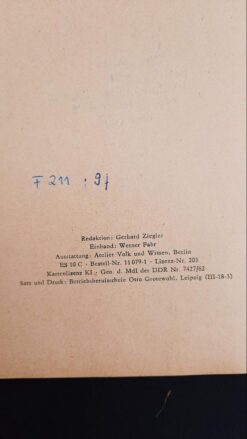 F 211 : 9f
Redaktion: Gerhard Ziegler
Einband: Werner Fahr
Ausstattung: Atelier Volk und Wissen, Berlin
ES 10 C · Bestell-Nr. 11 079-1 · Lizenz-Nr. 203
Kartenlizenz KI · Gen. d. MdI der DDR Nr. 7427/62
Satz und Druck: Betriebsberufsschule Otto Grotewohl, Leipzig (III-18-3)